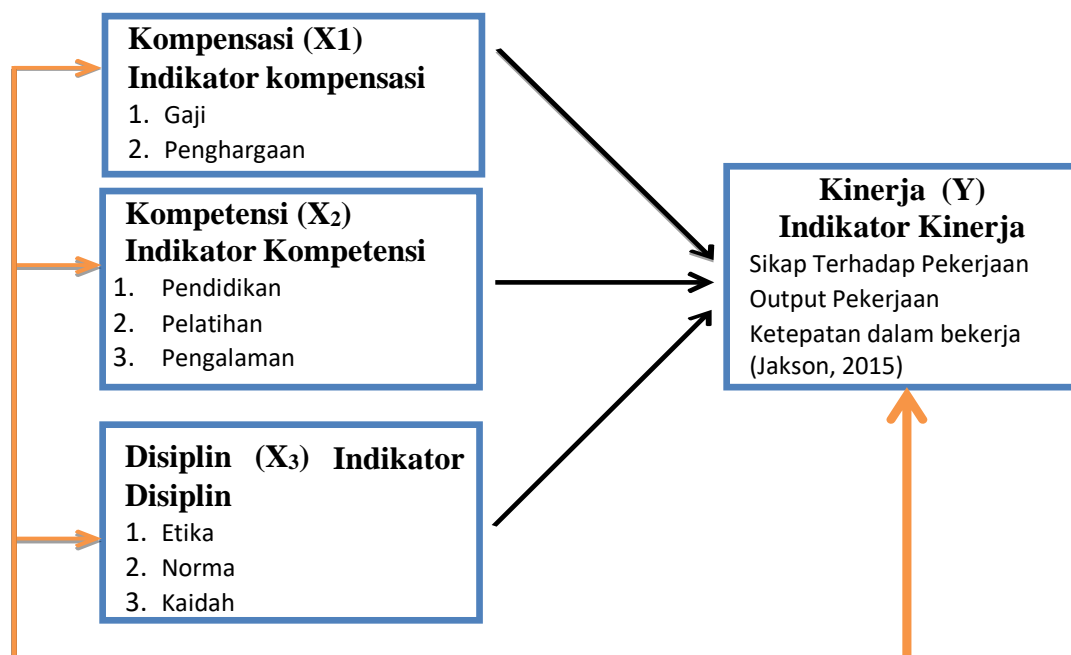 Kompensasi (X1)
Indikator kompensasi
1. Gaji
2. Penghargaan
Kompetensi (X₂)
Indikator Kompetensi
1. Pendidikan
2. Pelatihan
3. Pengalaman
Disiplin (X₃) Indikator
Disiplin
1. Etika
2. Norma
3. Kaidah
Kinerja (Y)
Indikator Kinerja
Sikap Terhadap Pekerjaan
Output Pekerjaan
Ketepatan dalam bekerja
(Jakson, 2015)